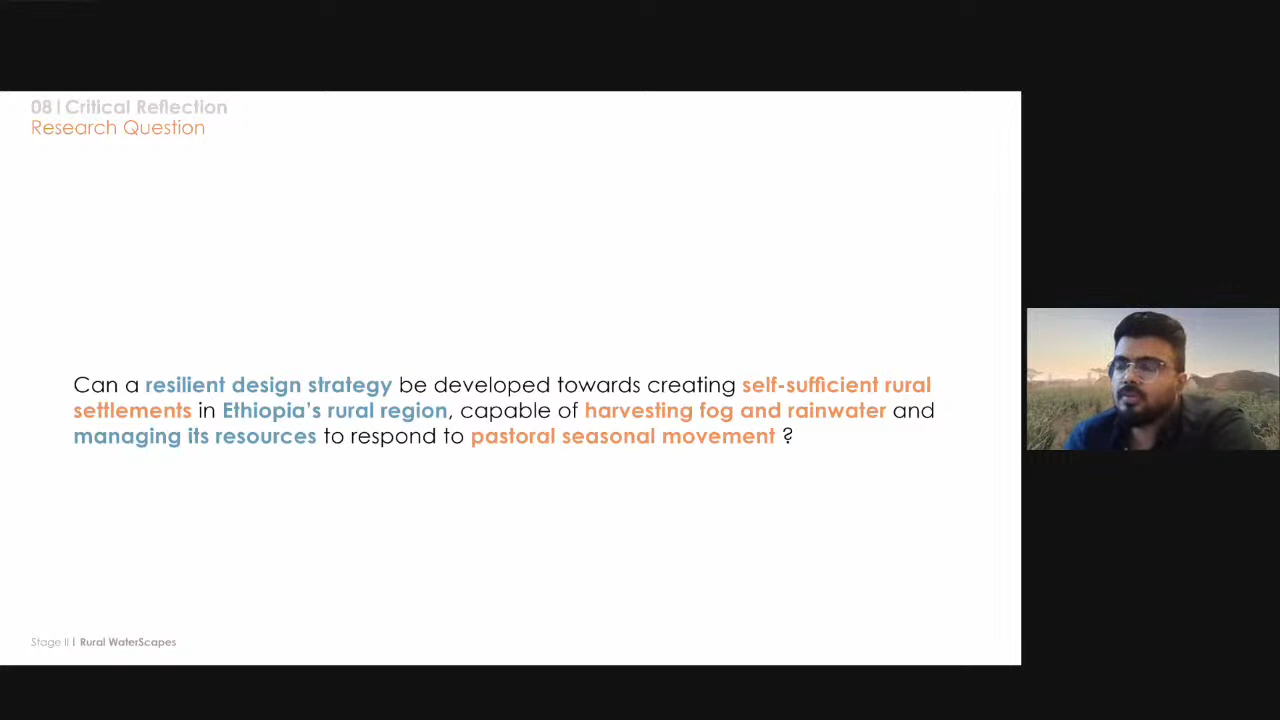 08 | Critical Reflection
Research Question
Can a resilient design strategy be developed towards creating self-sufficient rural
settlements in Ethiopia's rural region, capable of harvesting fog and rainwater and
managing its resources to respond to pastoral seasonal movement ?
Stage II | Rural WaterScapes